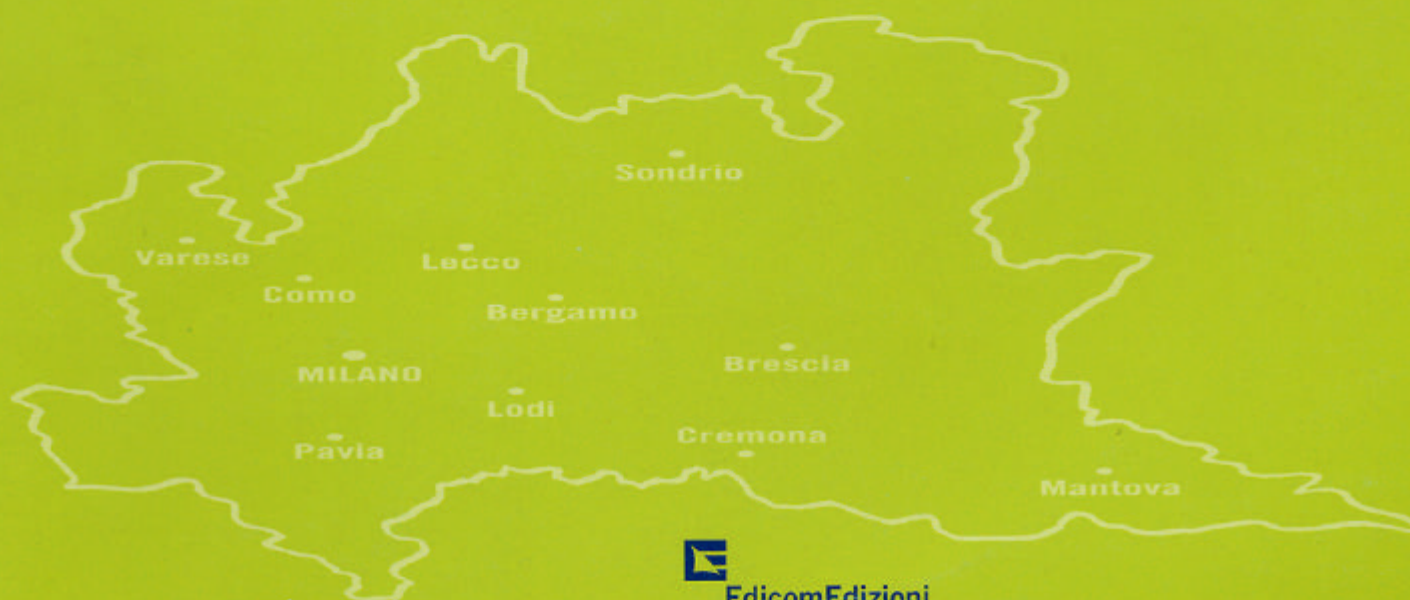 Sondrio
Varese
Lecco
Como
Bergamo
MILANO
Brescia
Lodi
Cremona
Pavia
Mantova
EdicomEdizioni